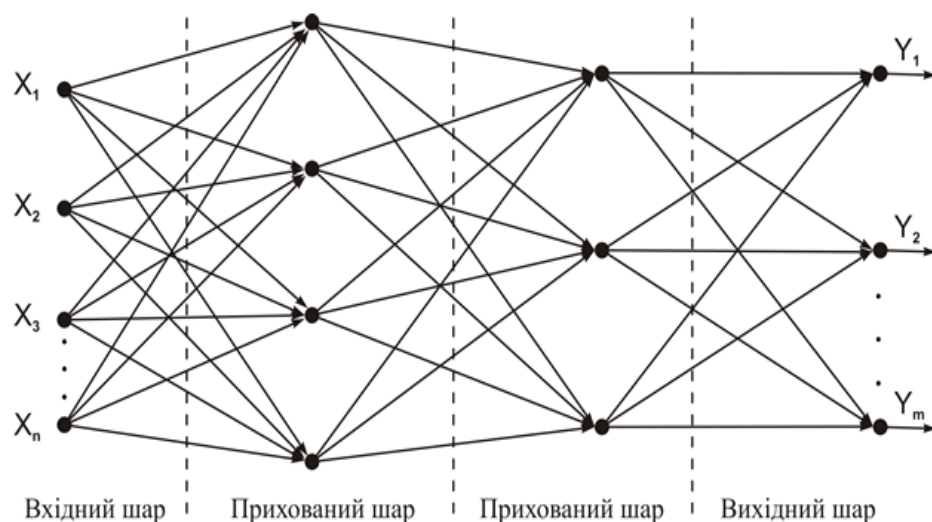 X1
X2
X3
Xn
Y1
Y2
Ym
Вхідний шар
Прихований шар
Прихований шар
Вихідний шар